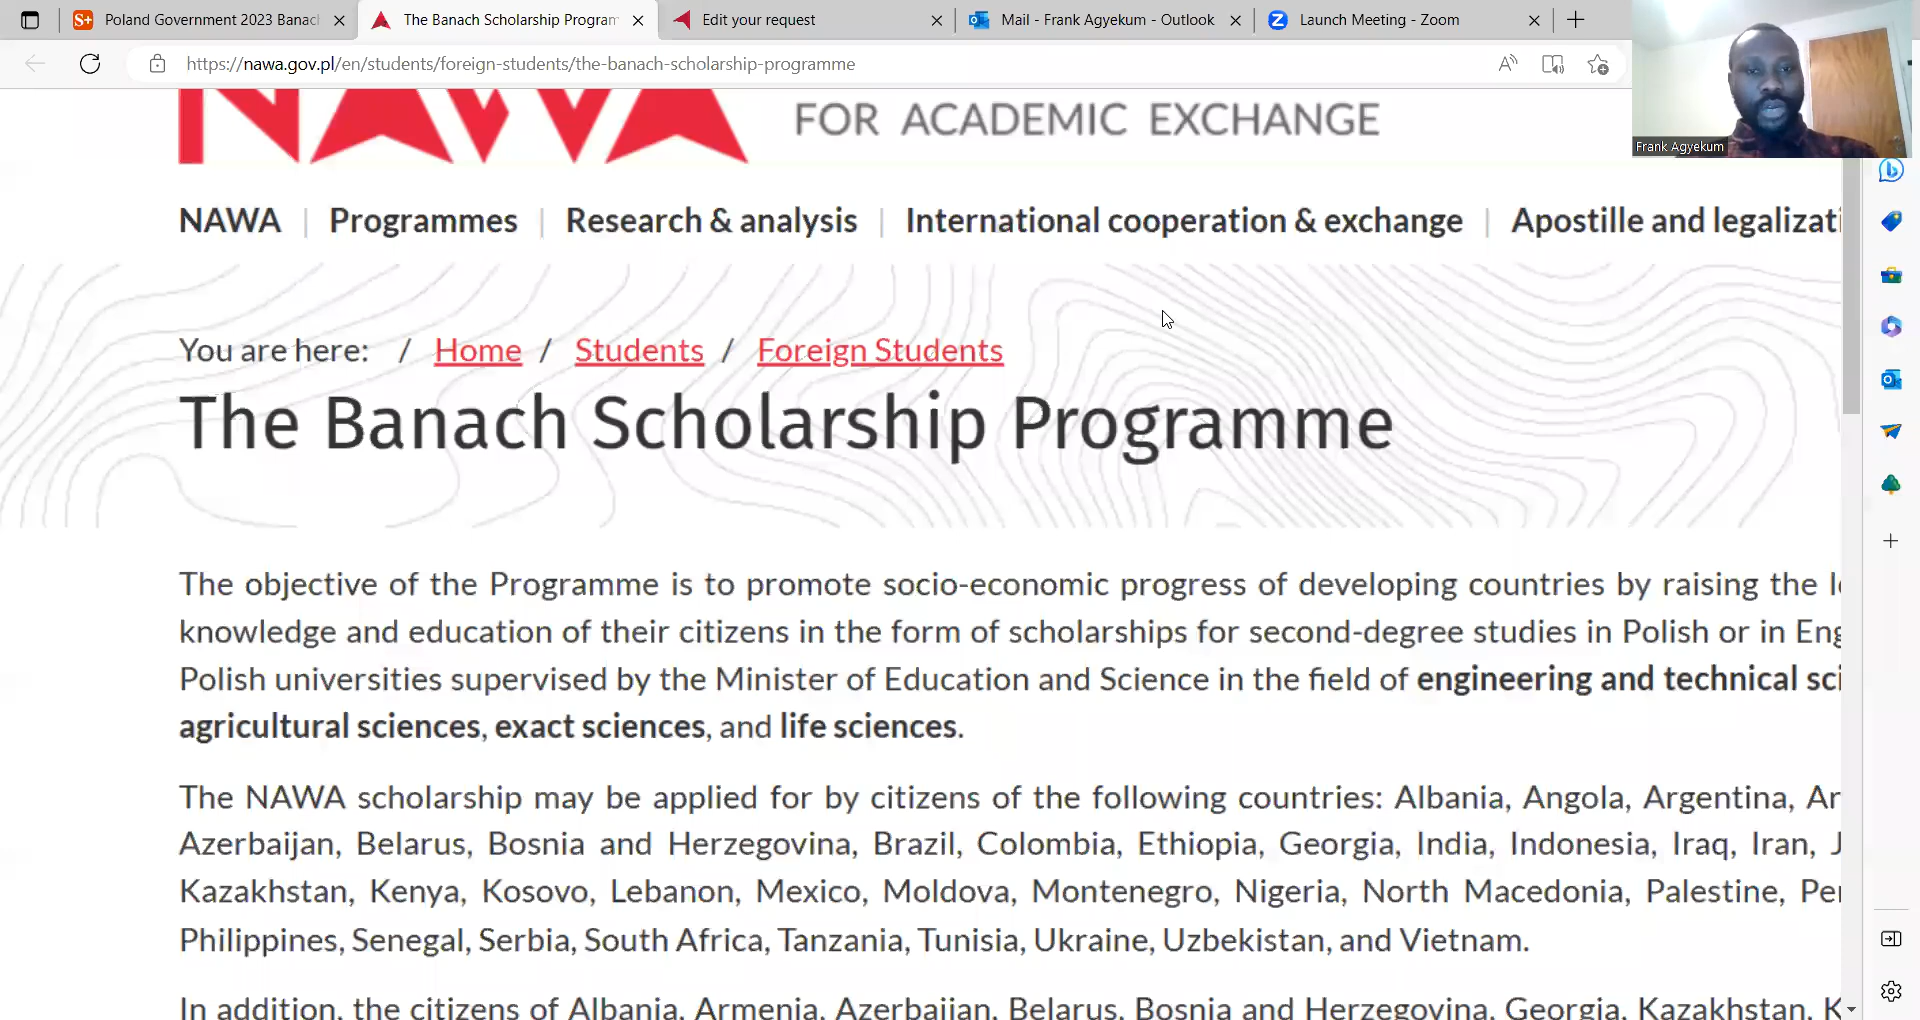 Poland Government 2023 Banach
The Banach Scholarship Program
Edit your request
Mail - Frank Agyekum - Outlook
Launch Meeting - Zoom
https://nawa.gov.pl/en/students/foreign-students/the-banach-scholarship-programme
Frank Agyekum
NAWA
FOR ACADEMIC EXCHANGE
NAWA | Programmes | Research & analysis | International cooperation & exchange | Apostille and legalizati
You are here: / Home / Students / Foreign Students
The Banach Scholarship Programme
The objective of the Programme is to promote socio-economic progress of developing countries by raising the l
knowledge and education of their citizens in the form of scholarships for second-degree studies in Polish or in Eng
Polish universities supervised by the Minister of Education and Science in the field of engineering and technical sci
agricultural sciences, exact sciences, and life sciences.
The NAWA scholarship may be applied for by citizens of the following countries: Albania, Angola, Argentina, Ar
Azerbaijan, Belarus, Bosnia and Herzegovina, Brazil, Colombia, Ethiopia, Georgia, India, Indonesia, Iraq, Iran, J
Kazakhstan, Kenya, Kosovo, Lebanon, Mexico, Moldova, Montenegro, Nigeria, North Macedonia, Palestine, Per
Philippines, Senegal, Serbia, South Africa, Tanzania, Tunisia, Ukraine, Uzbekistan, and Vietnam.
In addition, the citizens of Albania, Armenia, Azerbaijan, Belarus, Bosnia and Herzegovina, Georgia, Kazakhstan, K